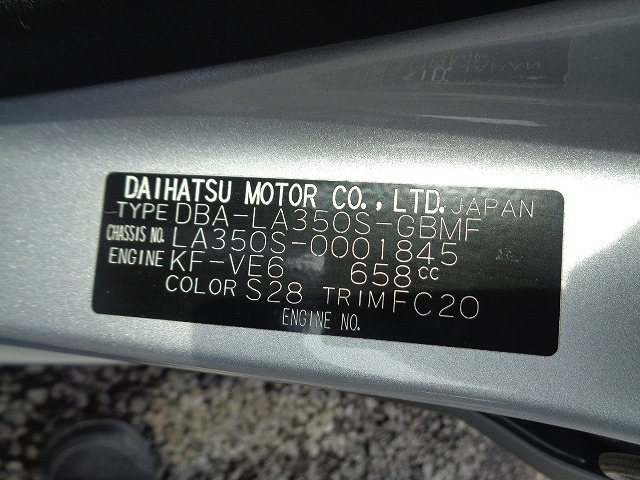 DAIHATSU MOTOR CO., LTD. JAPAN
TYPE DBA-LA350S-GBMF
CHASSIS NO. LA350S-0001845
ENGINE KF-VE6 658cc
COLOR S28 TRIM FC20
ENGINE NO.